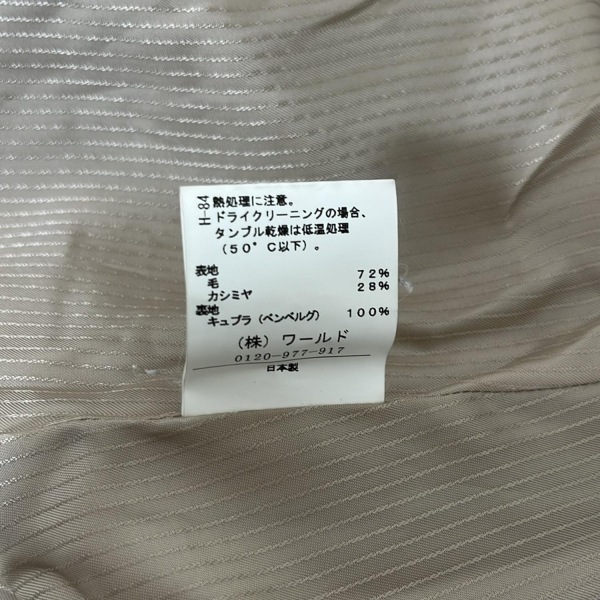 H-84
熱処理に注意。
ドライクリーニングの場合、
タンブル乾燥は低温処理
（50°C以下）。
表地
毛 72%
カシミヤ 28%
裏地
キュプラ（ベンベルグ） 100%
（株）ワールド
0120-977-917
日本製